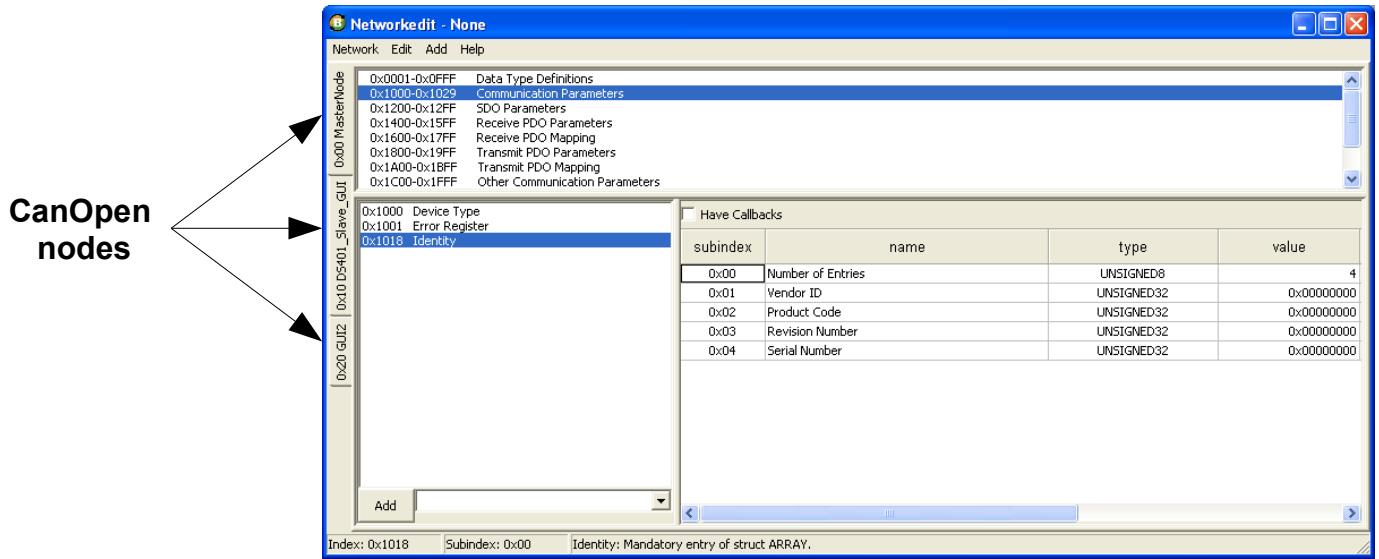 Networkedit - None
Network Edit Add Help
0x00 MasterNode
0x10 DS401_Slave_GUI
0x20 GUI2
CanOpen
nodes
0x0001-0x0FFF Data Type Definitions
0x1000-0x1029 Communication Parameters
0x1200-0x12FF SDO Parameters
0x1400-0x15FF Receive PDO Parameters
0x1600-0x17FF Receive PDO Mapping
0x1800-0x19FF Transmit PDO Parameters
0x1A00-0x1BFF Transmit PDO Mapping
0x1C00-0x1FFF Other Communication Parameters
0x1000 Device Type
0x1001 Error Register
0x1018 Identity
Add
Have Callbacks
subindex name type value
0x00 Number of Entries UNSIGNED8 4
0x01 Vendor ID UNSIGNED32 0x00000000
0x02 Product Code UNSIGNED32 0x00000000
0x03 Revision Number UNSIGNED32 0x00000000
0x04 Serial Number UNSIGNED32 0x00000000
Index: 0x1018 Subindex: 0x00 Identity: Mandatory entry of struct ARRAY.